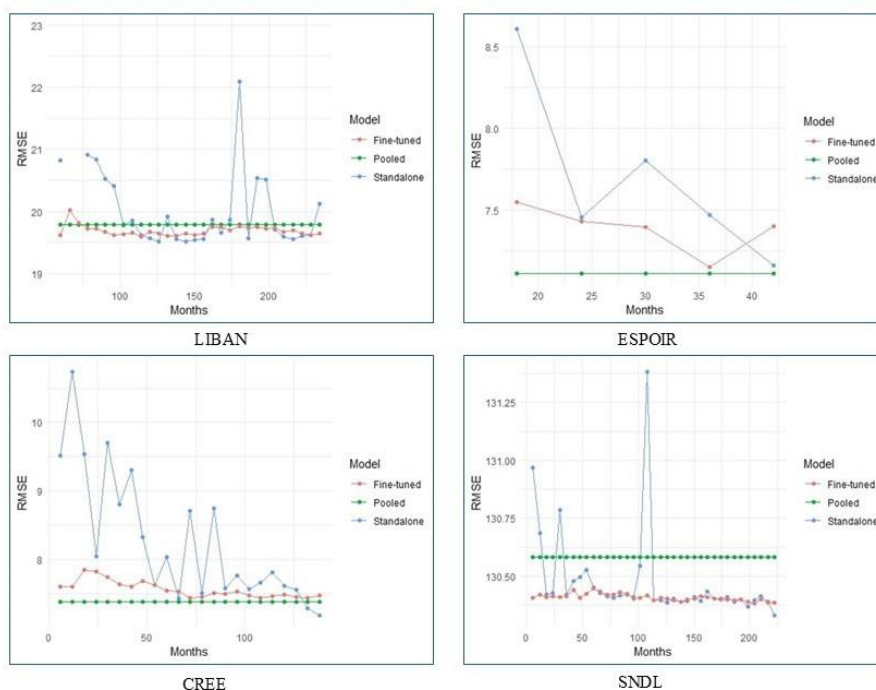 23
22
21
20
19
RMSE
100
150
200
Months
Model
Fine-tuned
Pooled
Standalone
LIBAN
8.5
8.0
7.5
RMSE
20
25
30
35
40
Months
Model
Fine-tuned
Pooled
Standalone
ESPOIR
10
9
8
RMSE
0
50
100
Months
Model
Fine-tuned
Pooled
Standalone
CREE
131.25
131.00
130.75
130.50
RMSE
0
50
100
150
200
Months
Model
Fine-tuned
Pooled
Standalone
SNDL